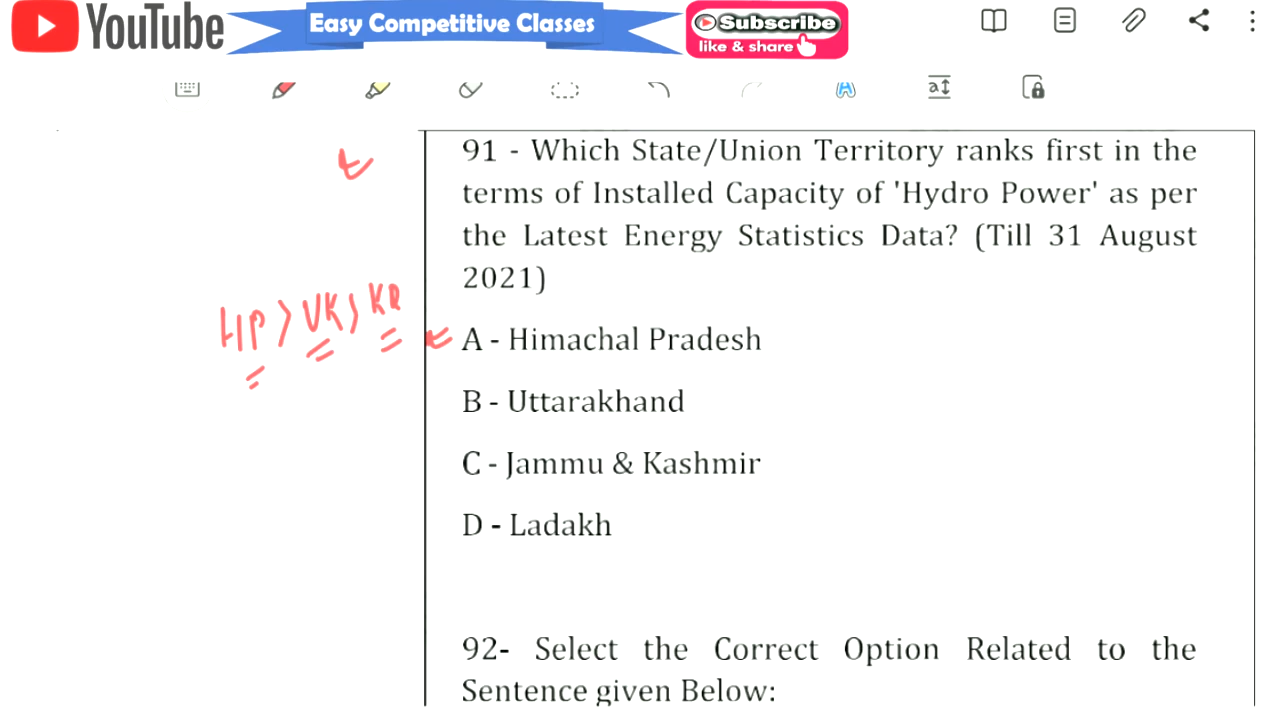 YouTube
Easy Competitive Classes
Subscribe
like & share
91 - Which State/Union Territory ranks first in the
terms of Installed Capacity of 'Hydro Power' as per
the Latest Energy Statistics Data? (Till 31 August
2021)
HP > UK > KR
A - Himachal Pradesh
B - Uttarakhand
C - Jammu & Kashmir
D - Ladakh
92- Select the Correct Option Related to the
Sentence given Below: